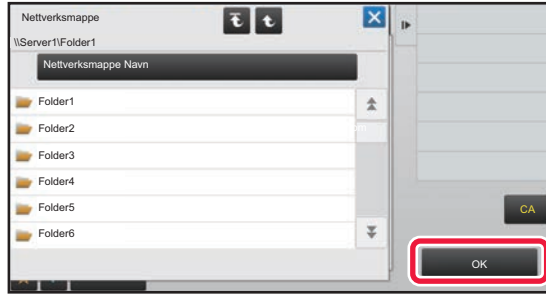 Nettverksmappe
\\Server1\Folder1
Nettverksmappe Navn
Folder1
Folder2
Folder3
Folder4
Folder5
Folder6
CA
OK